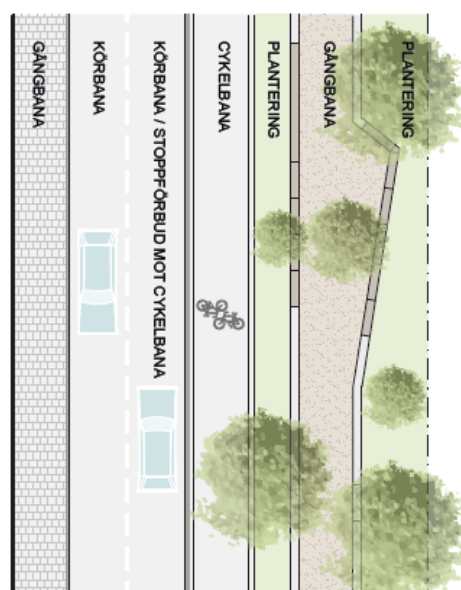 GÅNGBANA
KÖRBANA
KÖRBANA / STOPPFÖRBUD MOT CYKELBANA
CYKELBANA
PLANTERING
GÅNGBANA
PLANTERING